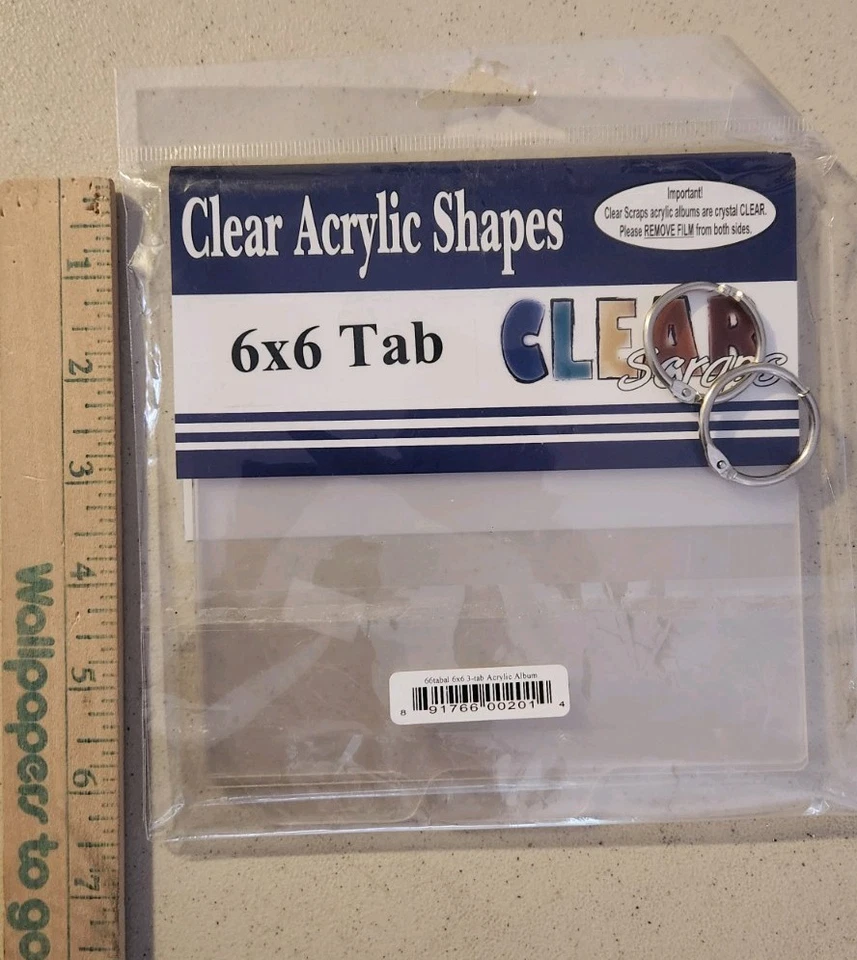 Clear Acrylic Shapes
Important!
Clear Scraps acrylic albums are crystal CLEAR.
Please REMOVE FILM from both sides.
6x6 Tab
CLEAR
Scraps
66tabal 6x6 3-tab Acrylic Album
8 91766 00201 4
1
2
3
4
5
6
7
Wallpapers to go